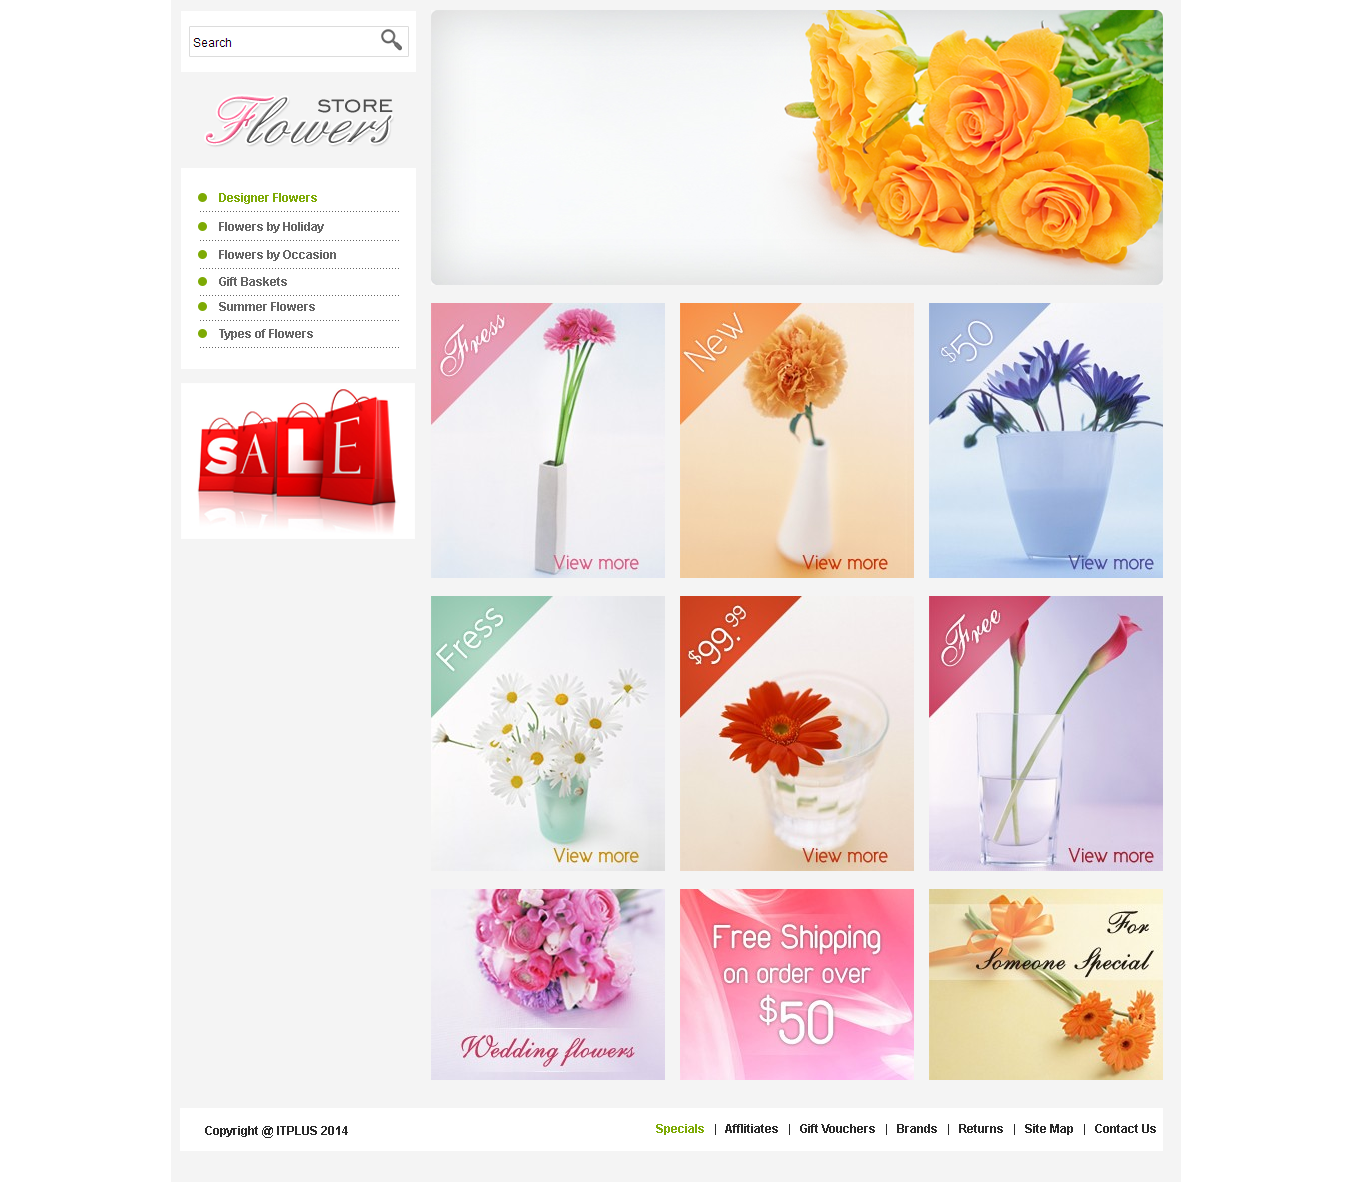 Search
STORE
Flowers
Designer Flowers
Flowers by Holiday
Flowers by Occasion
Gift Baskets
Summer Flowers
Types of Flowers
SALE
Fress
View more
New
View more
$50
View more
Fress
View more
$99.99
View more
Free
View more
Wedding flowers
Free Shipping
on order over
$50
For
Someone Special
Copyright @ ITPLUS 2014
Specials | Afflitiates | Gift Vouchers | Brands | Returns | Site Map | Contact Us